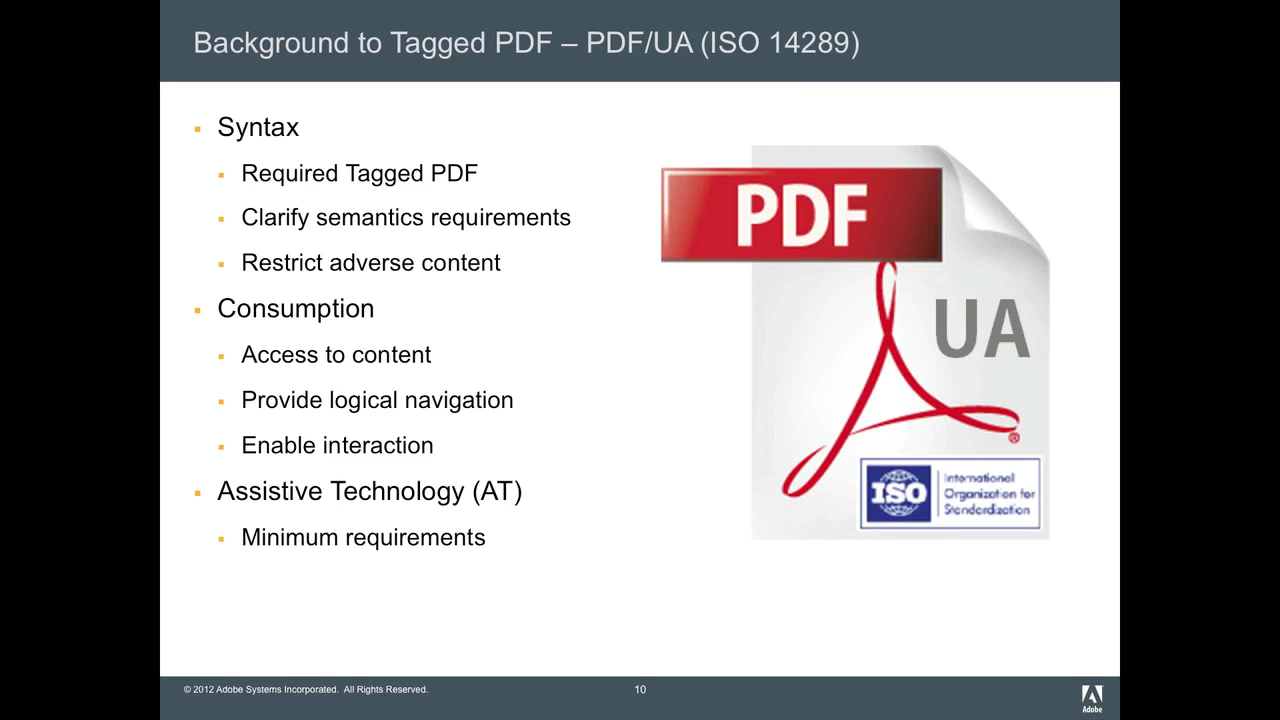 Background to Tagged PDF – PDF/UA (ISO 14289)
▪ Syntax
▪ Required Tagged PDF
▪ Clarify semantics requirements
▪ Restrict adverse content
▪ Consumption
▪ Access to content
▪ Provide logical navigation
▪ Enable interaction
▪ Assistive Technology (AT)
▪ Minimum requirements
PDF
UA
®
ISO
International
Organization for
Standardization
© 2012 Adobe Systems Incorporated. All Rights Reserved.
10
Adobe